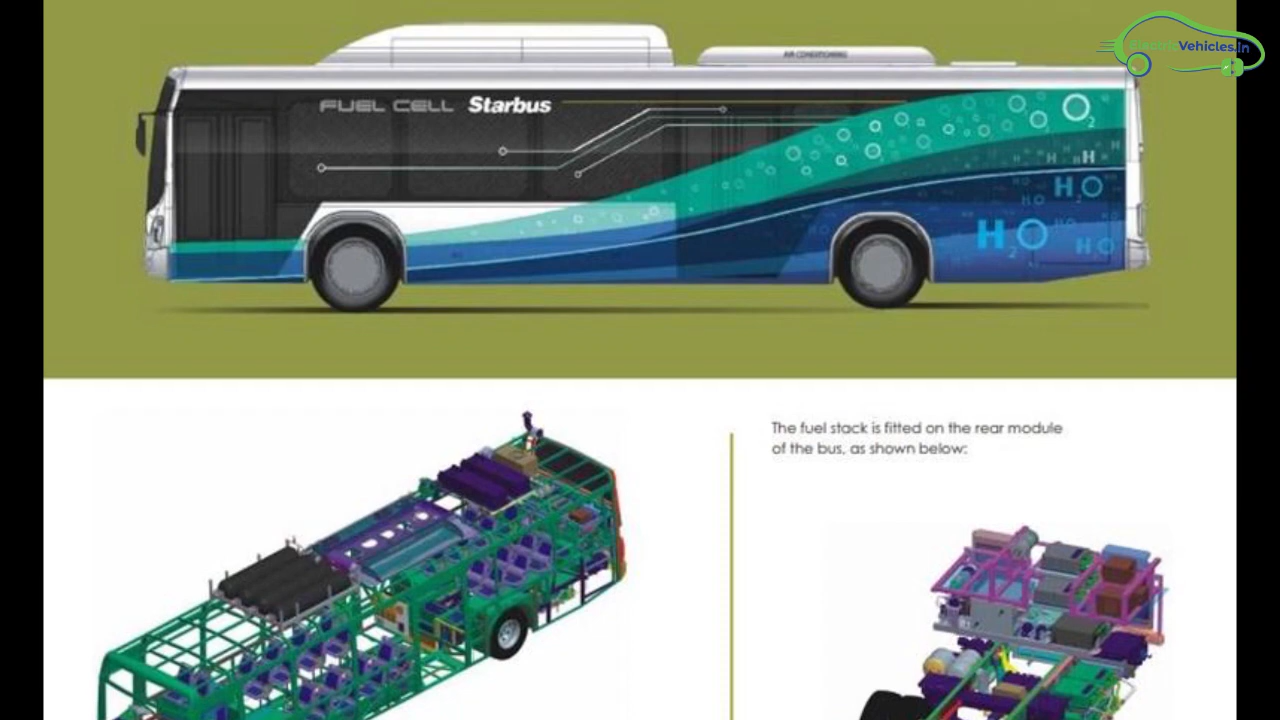 ElectricVehicles.in
AIR CONDITIONING
FUEL CELL Starbus
O2
H
H
H2O
H2O
H2O
The fuel stack is fitted on the rear module
of the bus, as shown below: